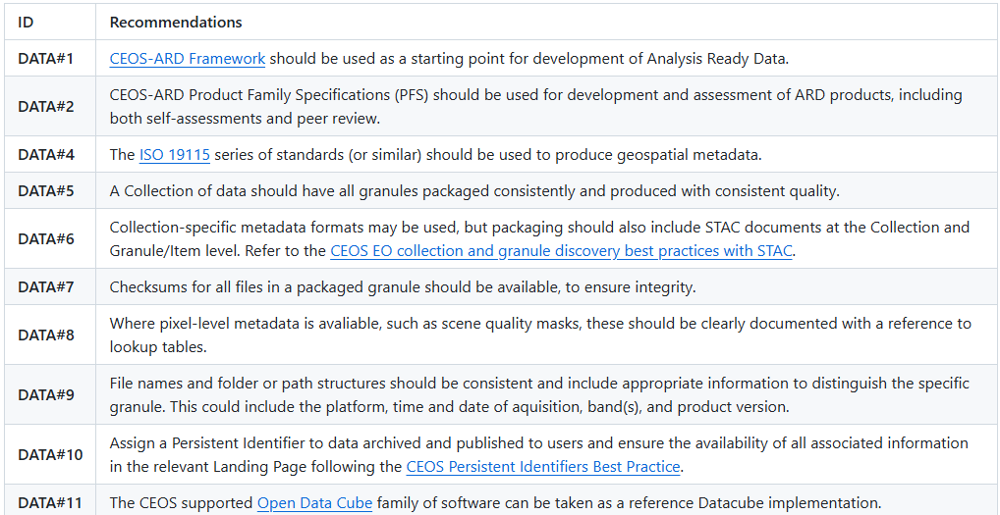 ID Recommendations
DATA#1 CEOS-ARD Framework should be used as a starting point for development of Analysis Ready Data.
DATA#2 CEOS-ARD Product Family Specifications (PFS) should be used for development and assessment of ARD products, including
both self-assessments and peer review.
DATA#4 The ISO 19115 series of standards (or similar) should be used to produce geospatial metadata.
DATA#5 A Collection of data should have all granules packaged consistently and produced with consistent quality.
DATA#6 Collection-specific metadata formats may be used, but packaging should also include STAC documents at the Collection and
Granule/Item level. Refer to the CEOS EO collection and granule discovery best practices with STAC.
DATA#7 Checksums for all files in a packaged granule should be available, to ensure integrity.
DATA#8 Where pixel-level metadata is avaliable, such as scene quality masks, these should be clearly documented with a reference to
lookup tables.
DATA#9 File names and folder or path structures should be consistent and include appropriate information to distinguish the specific
granule. This could include the platform, time and date of aquisition, band(s), and product version.
DATA#10 Assign a Persistent Identifier to data archived and published to users and ensure the availability of all associated information
in the relevant Landing Page following the CEOS Persistent Identifiers Best Practice.
DATA#11 The CEOS supported Open Data Cube family of software can be taken as a reference Datacube implementation.